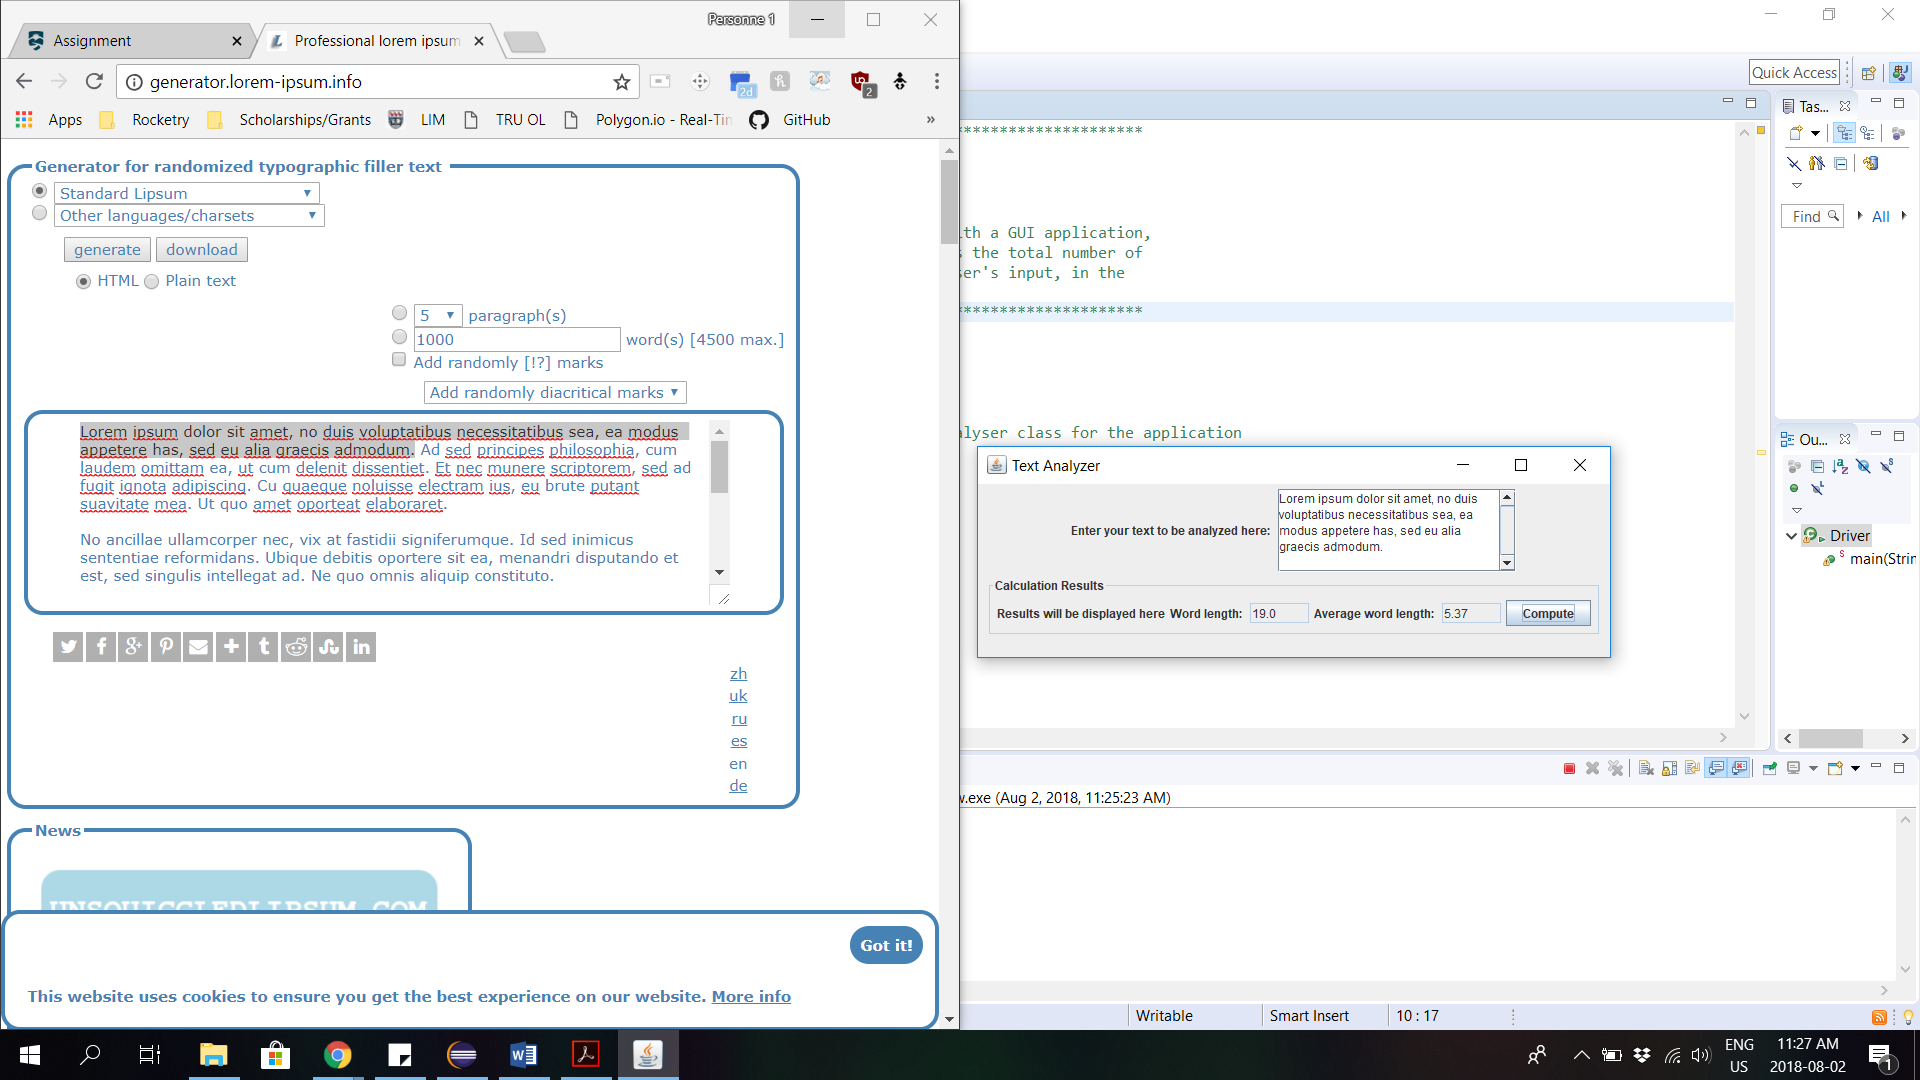 Personne 1
Assignment
Professional lorem ipsum
generator.lorem-ipsum.info
2d
2
Apps
Rocketry
Scholarships/Grants
LIM
TRU OL
Polygon.io - Real-Tin
GitHub
»
Generator for randomized typographic filler text
Standard Lipsum
Other languages/charsets
generate
download
HTML
Plain text
5
paragraph(s)
1000
word(s) [4500 max.]
Add randomly [!?] marks
Add randomly diacritical marks
Lorem ipsum dolor sit amet, no duis voluptatibus necessitatibus sea, ea modus
appetere has, sed eu alia graecis admodum. Ad sed principes philosophia, cum
laudem omittam ea, ut cum delenit dissentiet. Et nec munere scriptorem, sed ad
fugit ignota adipiscing. Cu quaeque noluisse electram ius, eu brute putant
suavitate mea. Ut quo amet oporteat elaboraret.
No ancillae ullamcorper nec, vix at fastidii signiferumque. Id sed inimicus
sententiae reformidans. Ubique debitis oportere sit ea, menandri disputando et
est, sed singulis intellegat ad. Ne quo omnis aliquip constituto.
zh
uk
ru
es
en
de
News
UNSQUIGGLEDLIPSUM.COM
Got it!
This website uses cookies to ensure you get the best experience on our website. More info
Quick Access
*********************
ith a GUI application,
s the total number of
ser's input, in the
*********************
alyser class for the application
Text Analyzer
Enter your text to be analyzed here:
Lorem ipsum dolor sit amet, no duis
voluptatibus necessitatibus sea, ea
modus appetere has, sed eu alia
graecis admodum.
Calculation Results
Results will be displayed here
Word length:
19.0
Average word length:
5.37
Compute
Tas...
Find
All
Ou...
Driver
main(Strin
w.exe (Aug 2, 2018, 11:25:23 AM)
Writable
Smart Insert
10 : 17
ENG
US
11:27 AM
2018-08-02
1